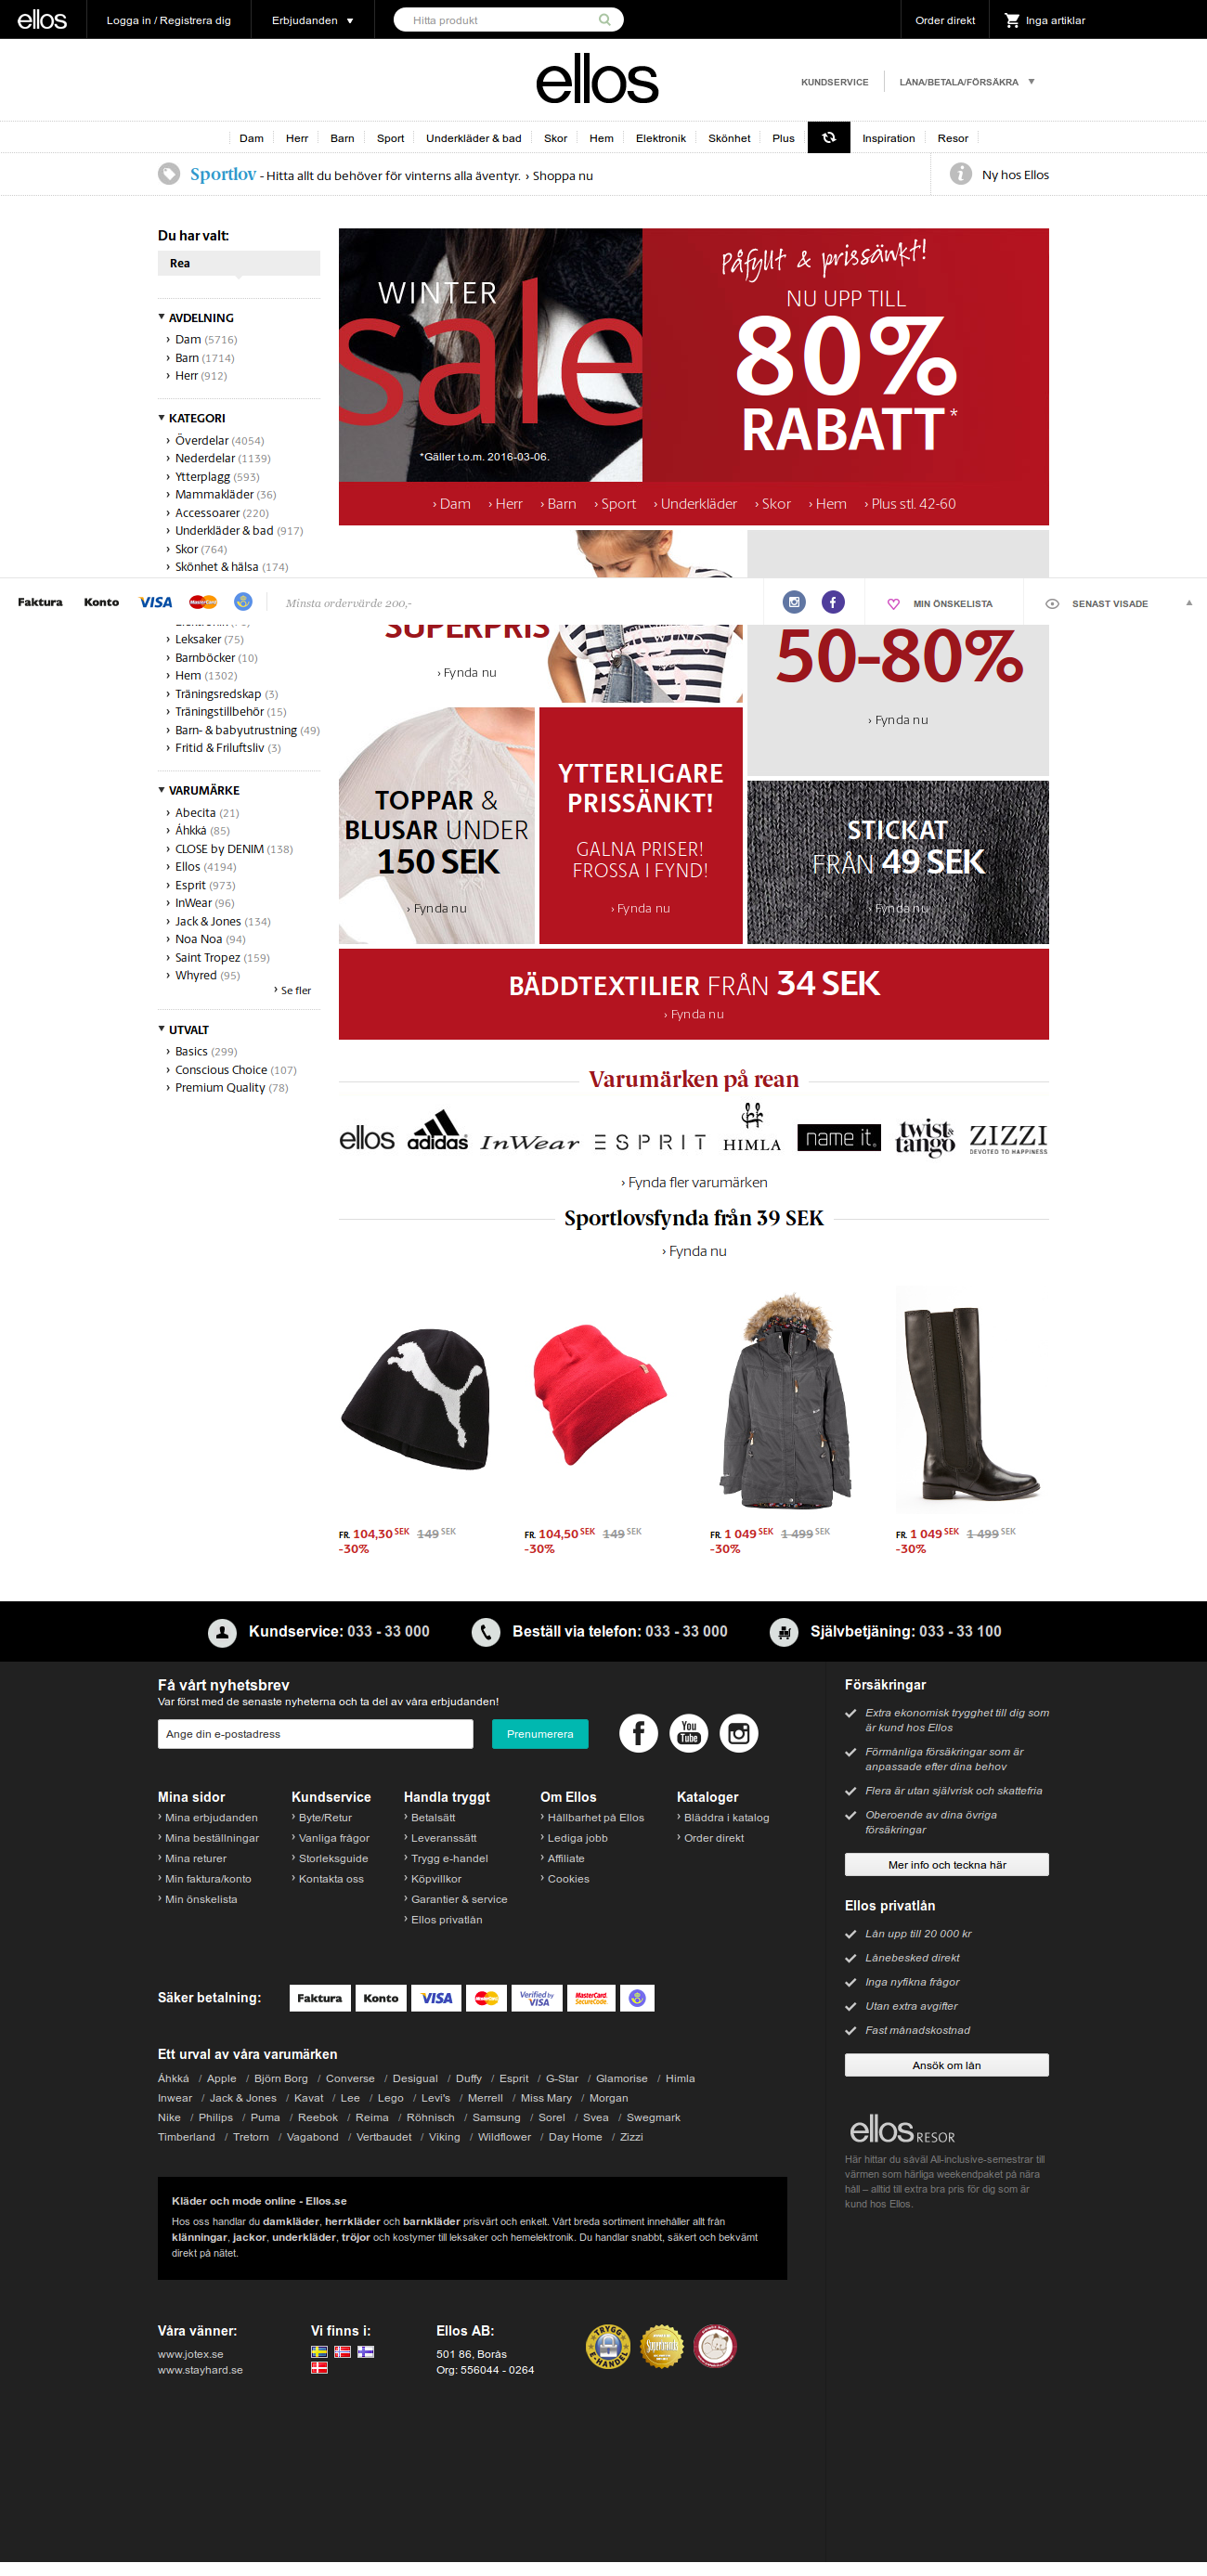 ellos Logga in / Registrera dig Erbjudanden Hitta produkt Order direkt Inga artiklar
ellos
KUNDSERVICE LÅNA/BETALA/FÖRSÄKRA
Dam Herr Barn Sport Underkläder & bad Skor Hem Elektronik Skönhet Plus Inspiration Resor
Sportlov - Hitta allt du behöver för vinterns alla äventyr. › Shoppa nu
Ny hos Ellos
Du har valt:
Rea
AVDELNING
› Dam (5716)
› Barn (1714)
› Herr (912)
KATEGORI
› Överdelar (4054)
› Nederdelar (1139)
› Ytterplagg (593)
› Mammakläder (36)
› Accessoarer (220)
› Underkläder & bad (917)
› Skor (764)
› Skönhet & hälsa (174)
WINTER
sale
*Gäller t.o.m. 2016-03-06.
Påfyllt & prissänkt!
NU UPP TILL
80%
RABATT*
› Dam › Herr › Barn › Sport › Underkläder › Skor › Hem › Plus stl. 42-60
Faktura Konto VISA MasterCard Minsta ordervärde 200,- MIN ÖNSKELISTA SENAST VISADE
› Leksaker (75)
› Barnböcker (10)
› Hem (1302)
› Träningsredskap (3)
› Träningstillbehör (15)
› Barn- & babyutrustning (49)
› Fritid & Friluftsliv (3)
VARUMÄRKE
› Abecita (21)
› Áhkká (85)
› CLOSE by DENIM (138)
› Ellos (4194)
› Esprit (973)
› InWear (96)
› Jack & Jones (134)
› Noa Noa (94)
› Saint Tropez (159)
› Whyred (95)
› Se fler
UTVALT
› Basics (299)
› Conscious Choice (107)
› Premium Quality (78)
SUPERPRIS
› Fynda nu
50-80%
› Fynda nu
TOPPAR &
BLUSAR UNDER
150 SEK
› Fynda nu
YTTERLIGARE
PRISSÄNKT!
GALNA PRISER!
FROSSA I FYND!
› Fynda nu
STICKAT
FRÅN 49 SEK
› Fynda nu
BÄDDTEXTILIER FRÅN 34 SEK
› Fynda nu
Varumärken på rean
ellos adidas InWear ESPRIT HIMLA name it. twist & tango ZIZZI
DEVOTED TO HAPPINESS
› Fynda fler varumärken
Sportlovsfynda från 39 SEK
› Fynda nu
FR. 104,30 SEK 149 SEK
-30%
FR. 104,50 SEK 149 SEK
-30%
FR. 1 049 SEK 1 499 SEK
-30%
FR. 1 049 SEK 1 499 SEK
-30%
Kundservice: 033 - 33 000 Beställ via telefon: 033 - 33 000 Självbetjäning: 033 - 33 100
Få vårt nyhetsbrev
Var först med de senaste nyheterna och ta del av våra erbjudanden!
Ange din e-postadress Prenumerera
You Tube
Mina sidor
› Mina erbjudanden
› Mina beställningar
› Mina returer
› Min faktura/konto
› Min önskelista
Kundservice
› Byte/Retur
› Vanliga frågor
› Storleksguide
› Kontakta oss
Handla tryggt
› Betalsätt
› Leveranssätt
› Trygg e-handel
› Köpvillkor
› Garantier & service
› Ellos privatlån
Om Ellos
› Hållbarhet på Ellos
› Lediga jobb
› Affiliate
› Cookies
Kataloger
› Bläddra i katalog
› Order direkt
Försäkringar
Extra ekonomisk trygghet till dig som
är kund hos Ellos
Förmånliga försäkringar som är
anpassade efter dina behov
Flera är utan självrisk och skattefria
Oberoende av dina övriga
försäkringar
Mer info och teckna här
Ellos privatlån
Lån upp till 20 000 kr
Lånebesked direkt
Inga nyfikna frågor
Utan extra avgifter
Fast månadskostnad
Ansök om lån
Säker betalning: Faktura Konto VISA MasterCard Verified by VISA MasterCard SecureCode
Ett urval av våra varumärken
Áhkká / Apple / Björn Borg / Converse / Desigual / Duffy / Esprit / G-Star / Glamorise / Himla
Inwear / Jack & Jones / Kavat / Lee / Lego / Levi's / Merrell / Miss Mary / Morgan
Nike / Philips / Puma / Reebok / Reima / Röhnisch / Samsung / Sorel / Svea / Swegmark
Timberland / Tretorn / Vagabond / Vertbaudet / Viking / Wildflower / Day Home / Zizzi
ellos RESOR
Här hittar du såväl All-inclusive-semestrar till
värmen som härliga weekendpaket på nära
håll – alltid till extra bra pris för dig som är
kund hos Ellos.
Kläder och mode online - Ellos.se
Hos oss handlar du damkläder, herrkläder och barnkläder prisvärt och enkelt. Vårt breda sortiment innehåller allt från
klänningar, jackor, underkläder, tröjor och kostymer till leksaker och hemelektronik. Du handlar snabbt, säkert och bekvämt
direkt på nätet.
Våra vänner:
www.jotex.se
www.stayhard.se
Vi finns i:
Ellos AB:
501 86, Borås
Org: 556044 - 0264
TRYGG E-HANDEL